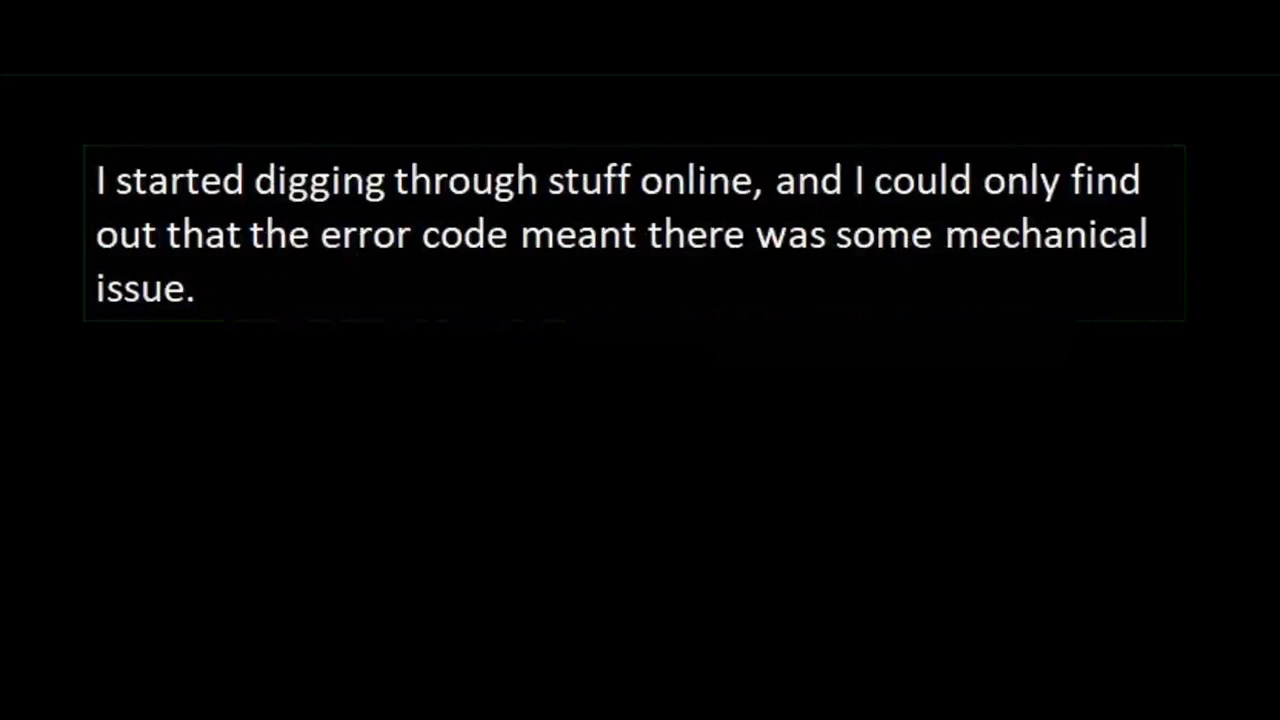 I started digging through stuff online, and I could only find
out that the error code meant there was some mechanical
issue.